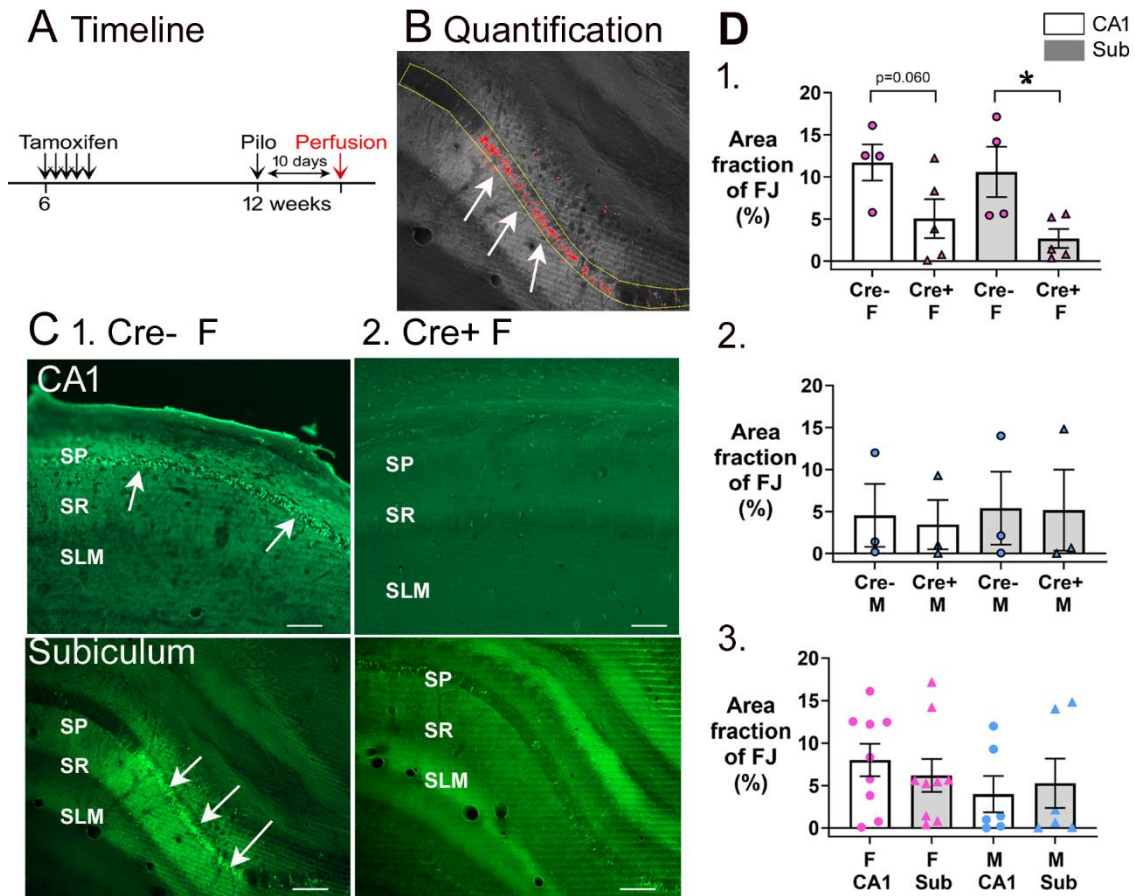 A Timeline
Tamoxifen
Pilo
Perfusion
10 days
6
12 weeks
B Quantification
C 1. Cre- F
2. Cre+ F
CA1
SP
SR
SLM
SP
SR
SLM
Subiculum
SP
SR
SLM
SP
SR
SLM
D
CA1
Sub
1.
p=0.060
*
Area
fraction
of FJ
(%)
20
15
10
5
0
Cre- Cre+ Cre- Cre+
F F F F
2.
Area
fraction
of FJ
(%)
20
15
10
5
0
Cre- Cre+ Cre- Cre+
M M M M
3.
Area
fraction
of FJ
(%)
20
15
10
5
0
F F M M
CA1 Sub CA1 Sub